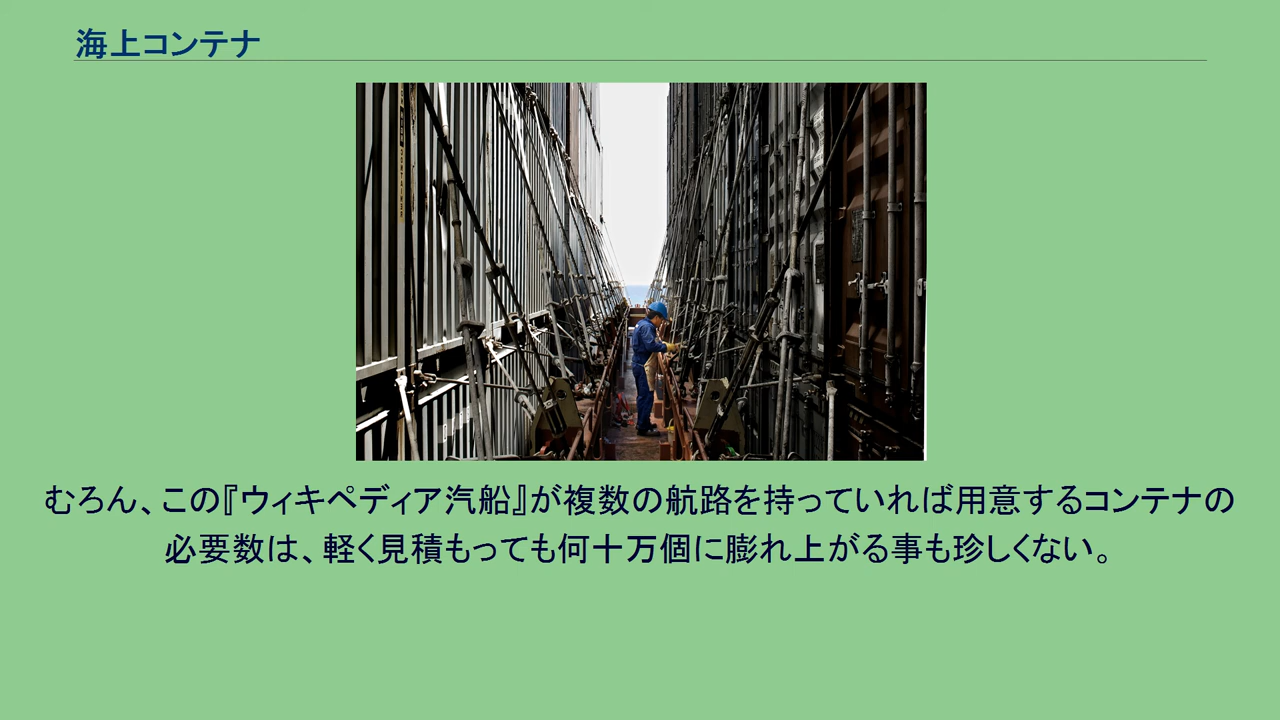 海上コンテナ
むろん、この『ウィキペディア汽船』が複数の航路を持っていれば用意するコンテナの
必要数は、軽く見積もっても何十万個に膨れ上がる事も珍しくない。